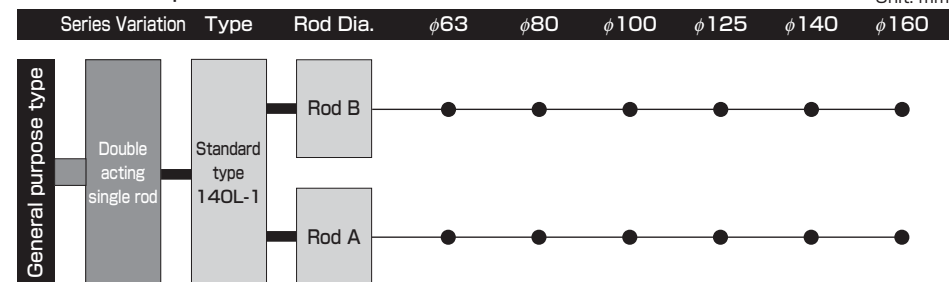 Unit: mm
Series Variation Type Rod Dia. φ63 φ80 φ100 φ125 φ140 φ160
General purpose type
Double
acting
single rod
Standard
type
140L-1
Rod B
Rod A